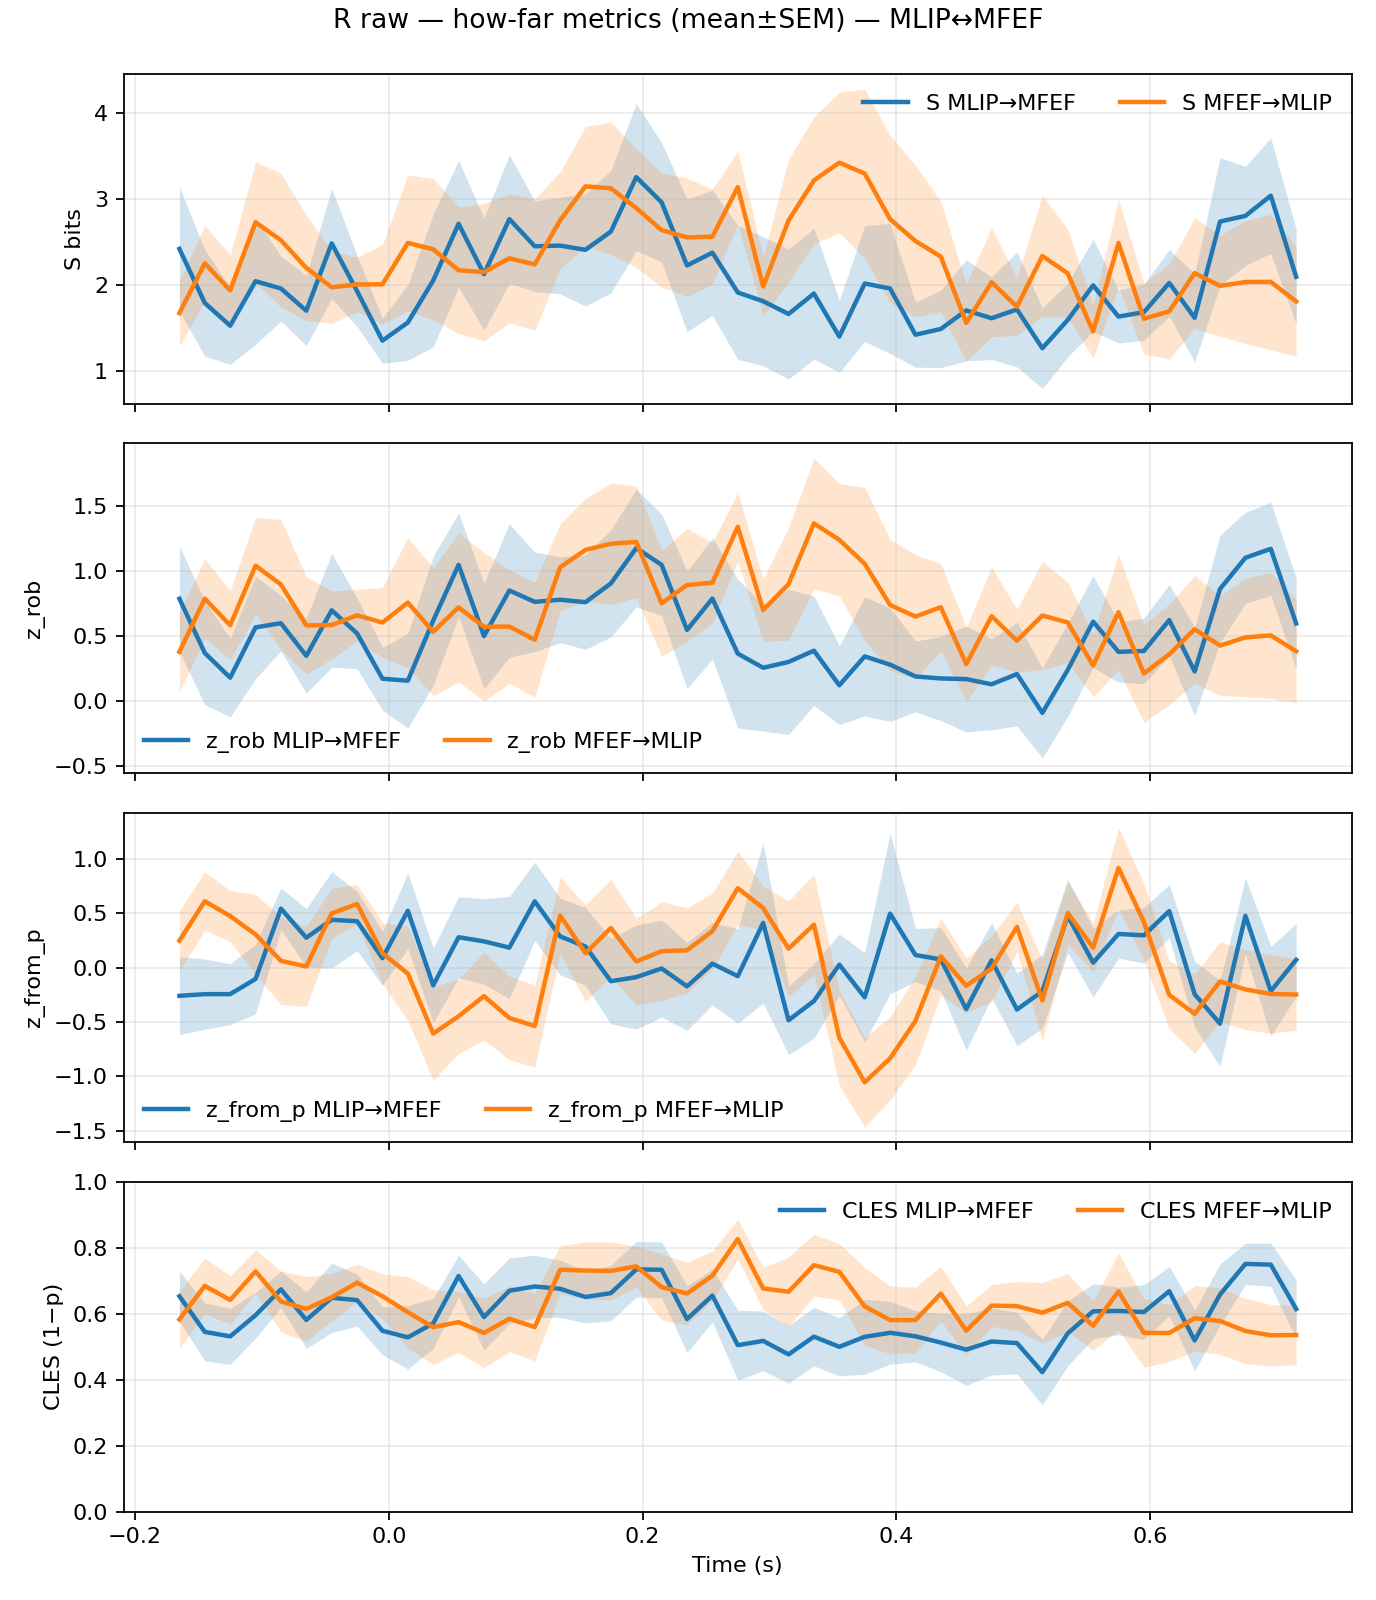 R raw — how-far metrics (mean±SEM) — MLIP↔MFEF
S bits
4
3
2
1
S MLIP→MFEF
S MFEF→MLIP
z_rob
1.5
1.0
0.5
0.0
−0.5
z_rob MLIP→MFEF
z_rob MFEF→MLIP
z_from_p
1.0
0.5
0.0
−0.5
−1.0
−1.5
z_from_p MLIP→MFEF
z_from_p MFEF→MLIP
CLES (1−p)
1.0
0.8
0.6
0.4
0.2
0.0
CLES MLIP→MFEF
CLES MFEF→MLIP
−0.2 0.0 0.2 0.4 0.6
Time (s)